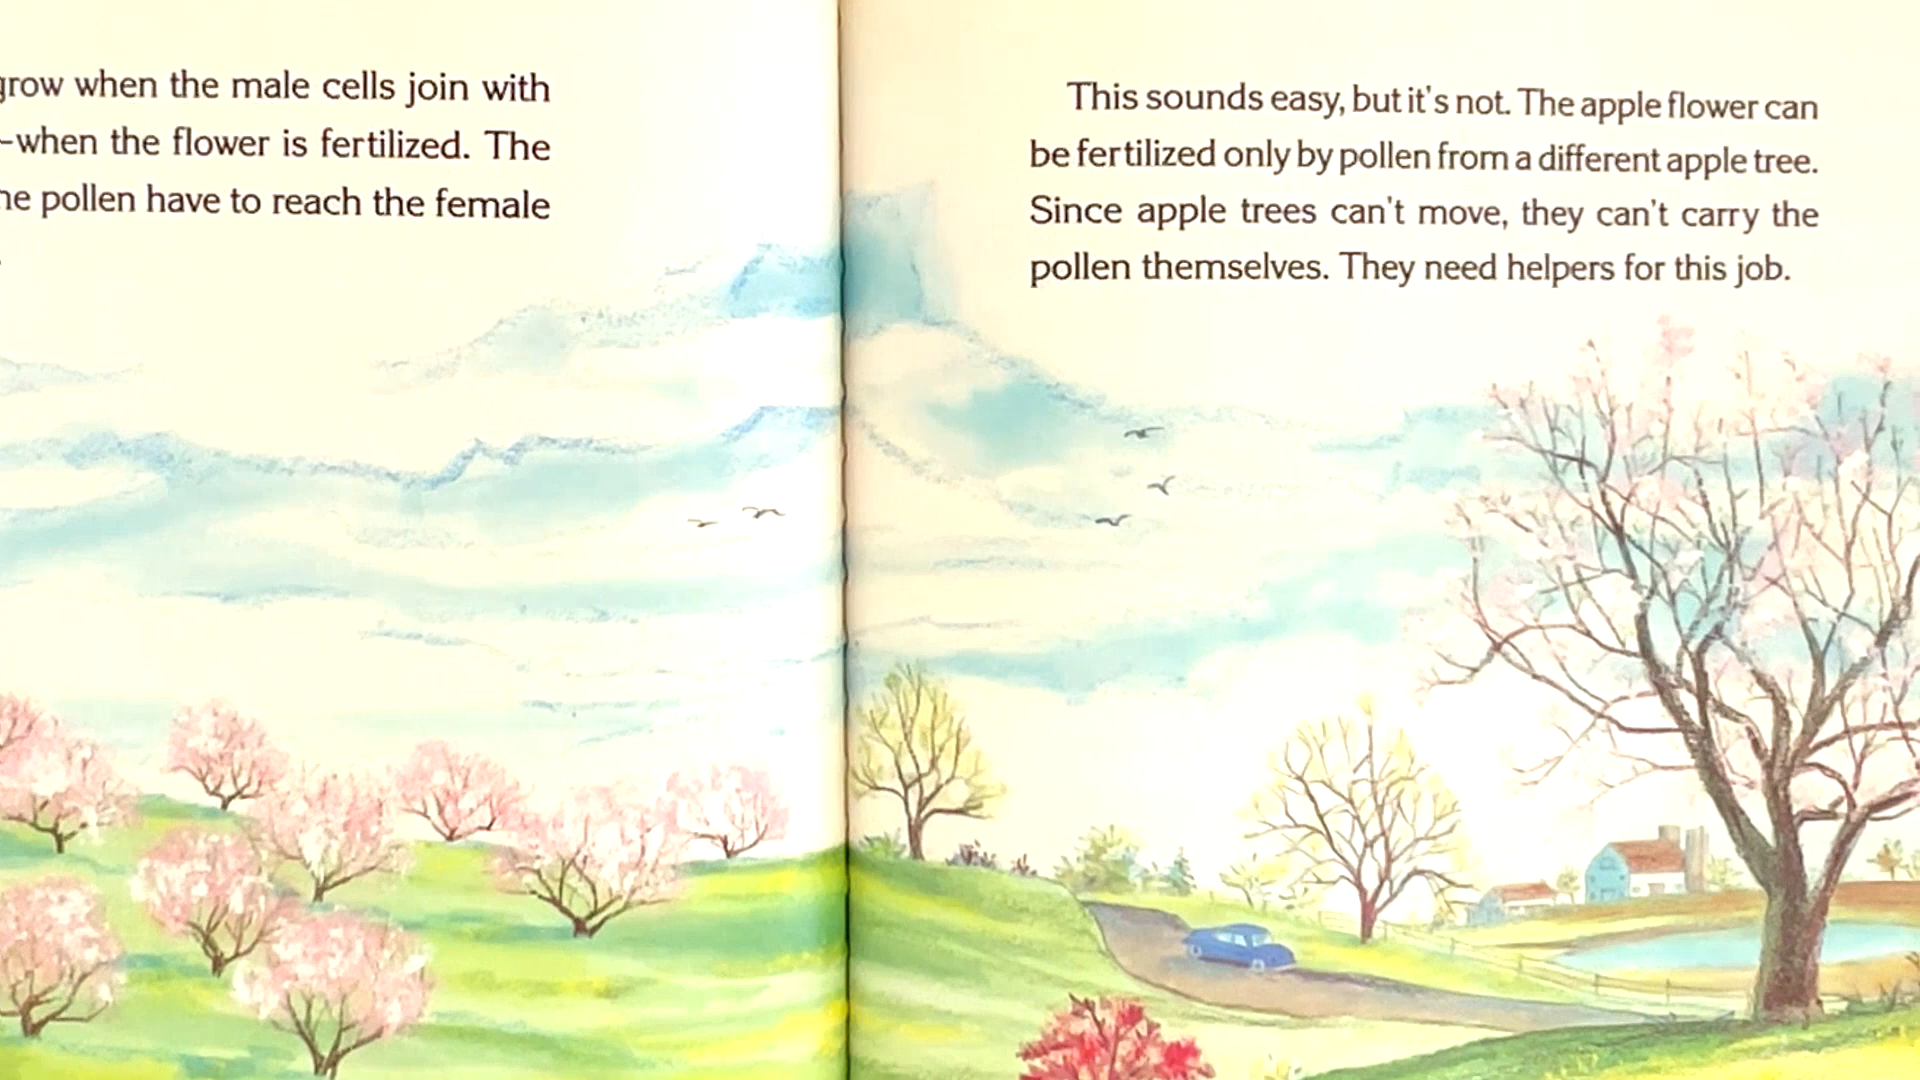 grow when the male cells join with
–when the flower is fertilized. The
pollen have to reach the female
This sounds easy, but it's not. The apple flower can
be fertilized only by pollen from a different apple tree.
Since apple trees can't move, they can't carry the
pollen themselves. They need helpers for this job.